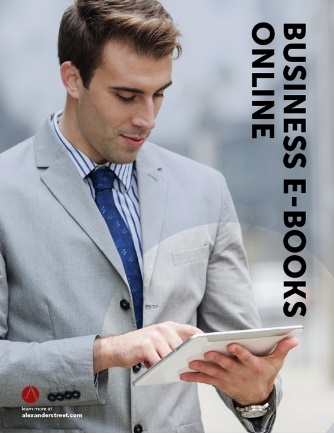 BUSINESS E-BOOKS
ONLINE
learn more at
alexanderstreet.com